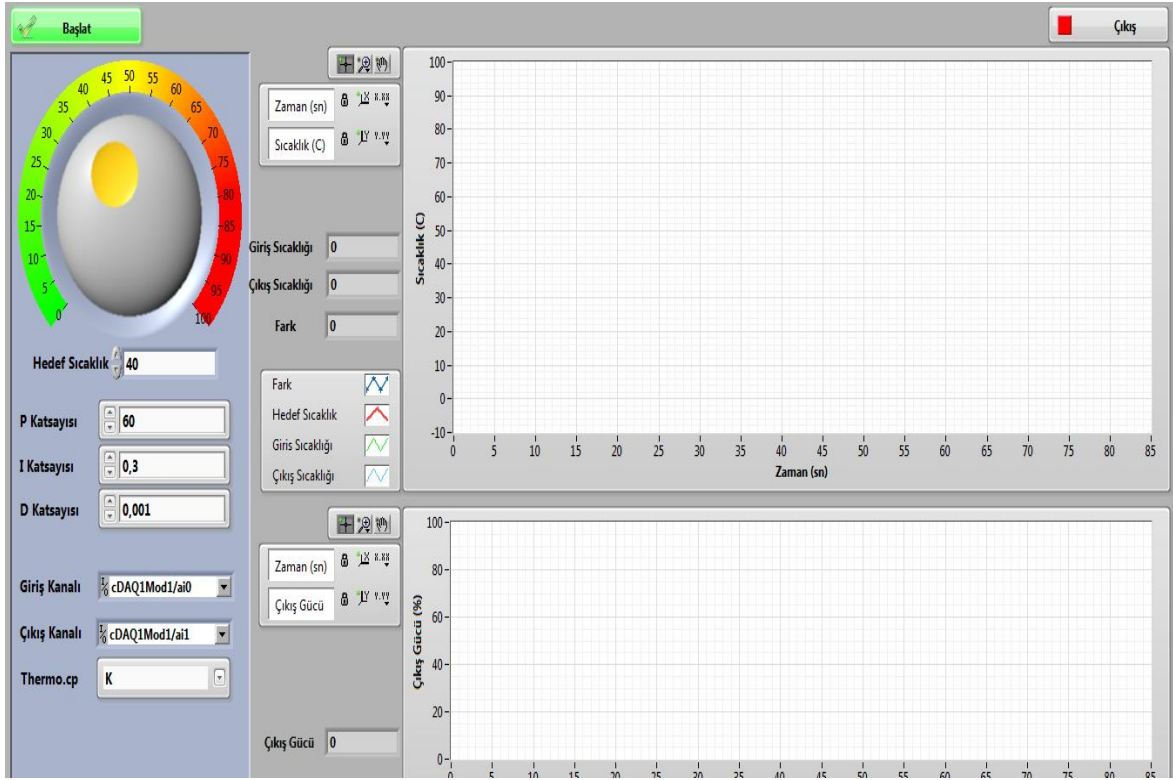 Başlat
Çıkış
0
5
10
15
20
25
30
35
40
45
50
55
60
65
70
75
80
85
90
95
100
Hedef Sıcaklık 40
P Katsayısı 60
I Katsayısı 0,3
D Katsayısı 0,001
Giriş Kanalı cDAQ1Mod1/ai0
Çıkış Kanalı cDAQ1Mod1/ai1
Thermo.cp K
Zaman (sn)
Sıcaklık (C)
Giriş Sıcaklığı 0
Çıkış Sıcaklığı 0
Fark 0
Fark
Hedef Sıcaklık
Giris Sıcaklığı
Çıkış Sıcaklığı
Sıcaklık (C)
100
90
80
70
60
50
40
30
20
10
0
-10
0 5 10 15 20 25 30 35 40 45 50 55 60 65 70 75 80 85
Zaman (sn)
Zaman (sn)
Çıkış Gücü
Çıkış Gücü 0
Çıkış Gücü (%)
100
80
60
40
20
0
0 5 10 15 20 25 30 35 40 45 50 55 60 65 70 75 80 85